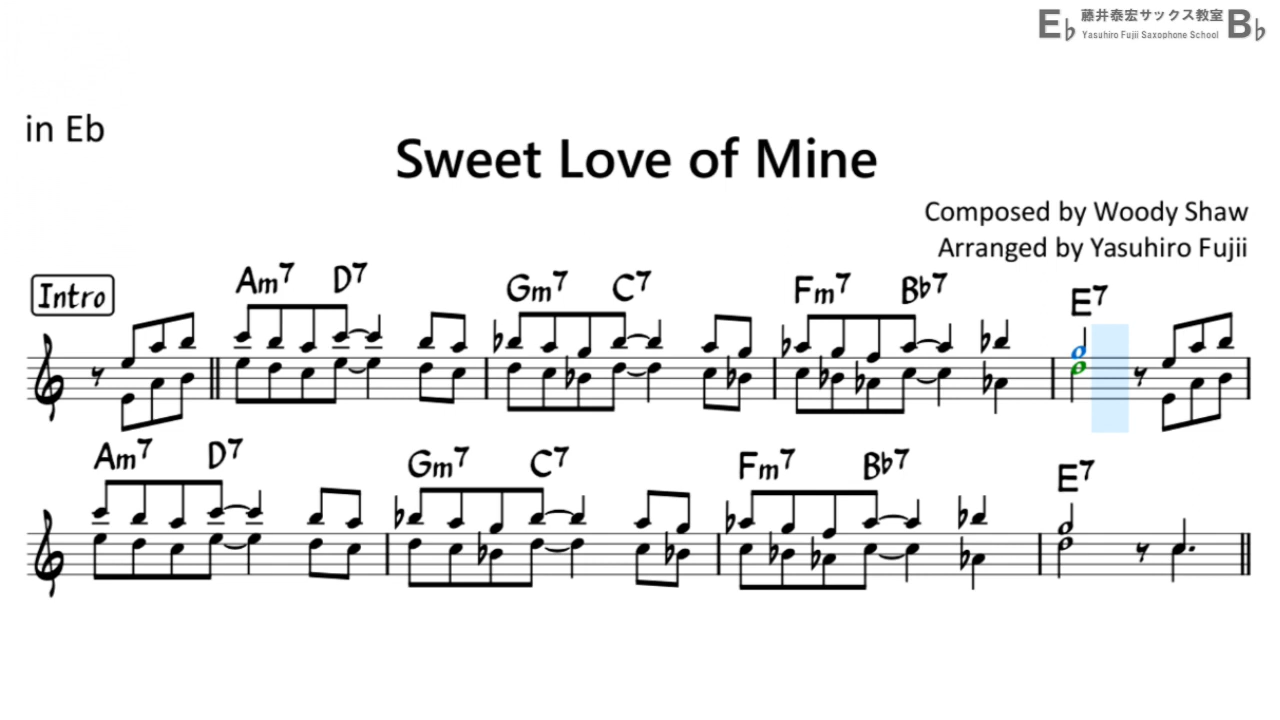 E♭ 藤井泰宏サックス教室 B♭
Yasuhiro Fujii Saxophone School
in Eb
Sweet Love of Mine
Composed by Woody Shaw
Arranged by Yasuhiro Fujii
Intro
Am7 D7 Gm7 C7 Fm7 B♭7 E7
Am7 D7 Gm7 C7 Fm7 B♭7 E7